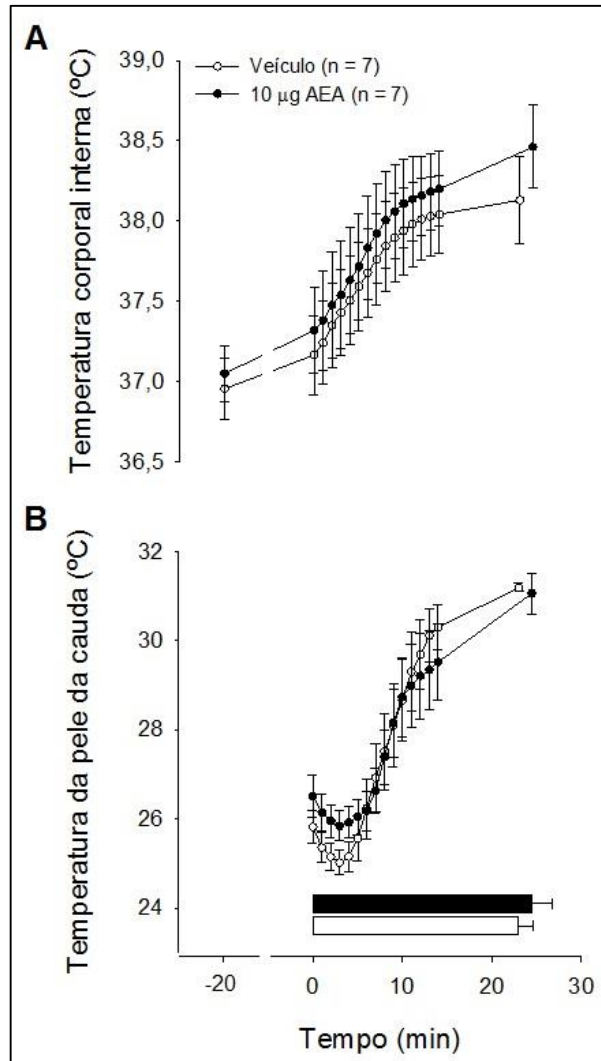 A
Temperatura corporal interna (ºC)
39,0
38,5
38,0
37,5
37,0
36,5
Veículo (n = 7)
10 μg AEA (n = 7)
B
Temperatura da pele da cauda (ºC)
32
30
28
26
24
-20
0
10
20
30
Tempo (min)